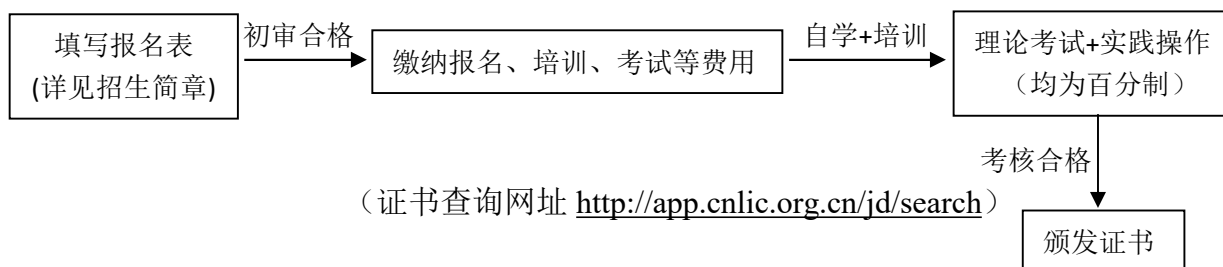 填写报名表
(详见招生简章)
初审合格
缴纳报名、培训、考试等费用
自学+培训
理论考试+实践操作
（均为百分制）
考核合格
（证书查询网址 http://app.cnlic.org.cn/jd/search）
颁发证书